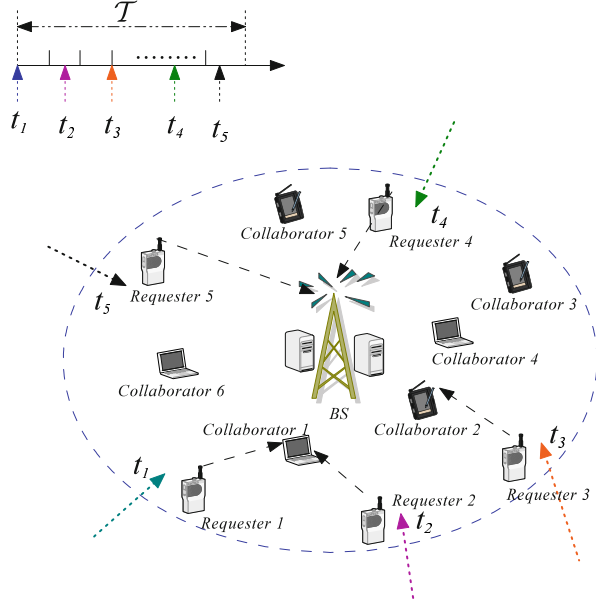 𝒯
t1
t2
t3
t4
t5
Collaborator 5
t4
Requester 4
t5
Requester 5
Collaborator 3
Collaborator 4
Collaborator 6
BS
Collaborator 1
Collaborator 2
t1
t3
Requester 1
Requester 2
t2
Requester 3